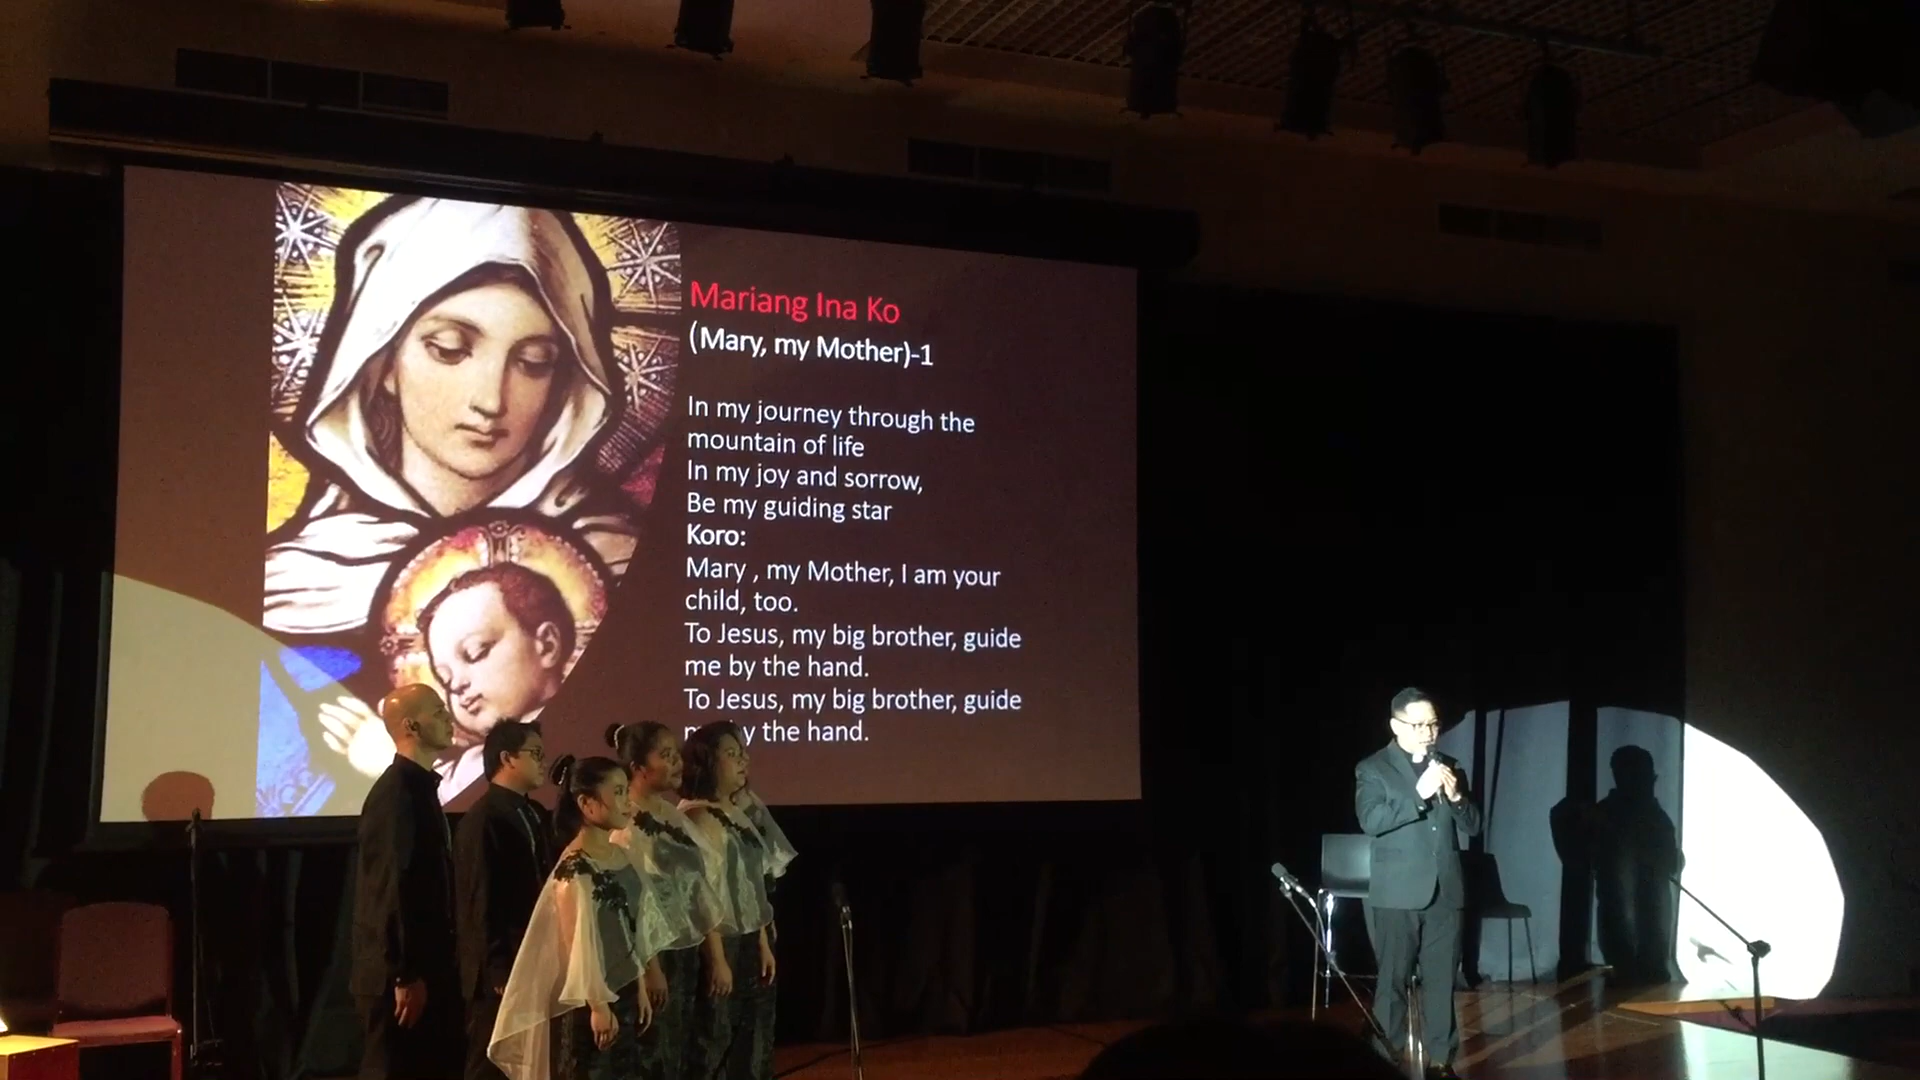 Mariang Ina Ko
(Mary, my Mother)-1
In my journey through the
mountain of life
In my joy and sorrow,
Be my guiding star
Koro:
Mary , my Mother, I am your
child, too.
To Jesus, my big brother, guide
me by the hand.
To Jesus, my big brother, guide
the hand.